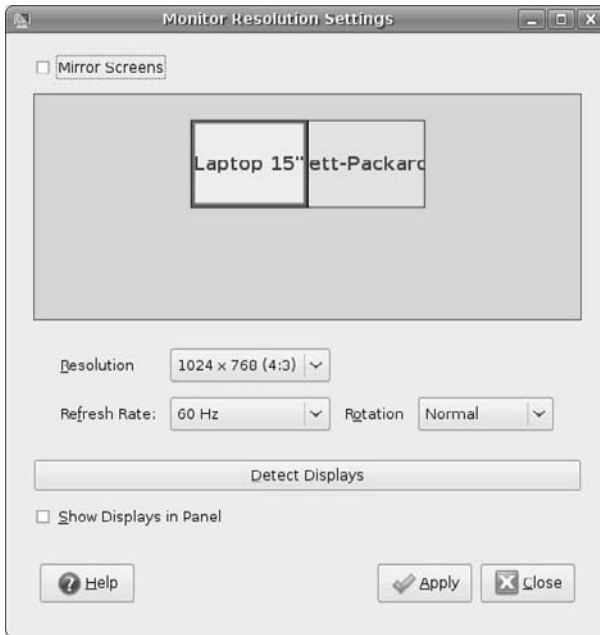 Monitor Resolution Settings
Mirror Screens
Laptop 15" ett-Packard
Resolution 1024 x 768 (4:3)
Refresh Rate: 60 Hz Rotation Normal
Detect Displays
Show Displays in Panel
Help Apply Close